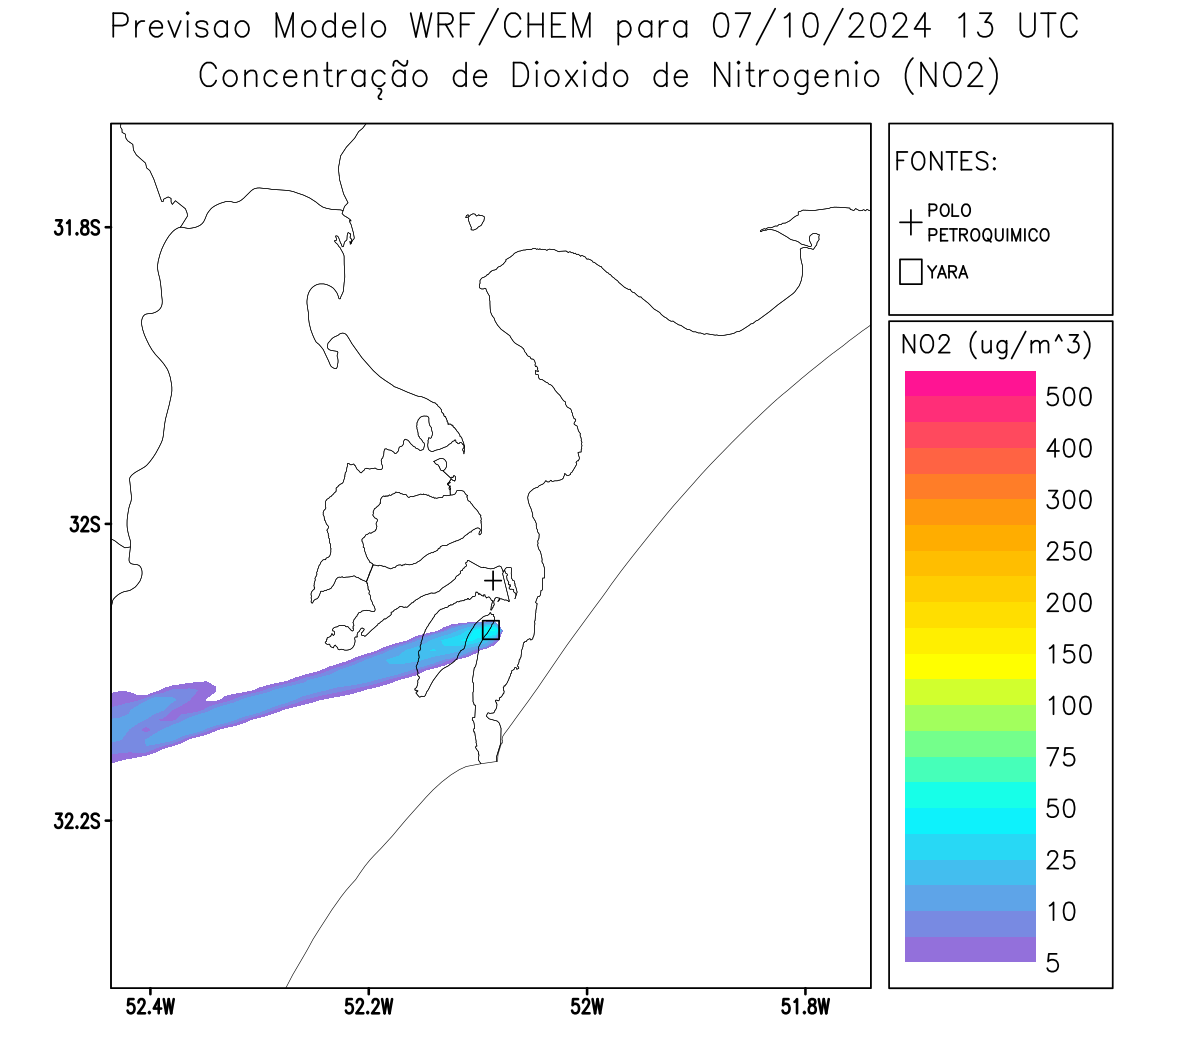 Previsao Modelo WRF/CHEM para 07/10/2024 13 UTC
Concentração de Dioxido de Nitrogenio (NO2)
FONTES:
POLO
PETROQUIMICO
YARA
31.8S
32S
32.2S
52.4W
52.2W
52W
51.8W
NO2 (ug/m^3)
500
400
300
250
200
150
100
75
50
25
10
5